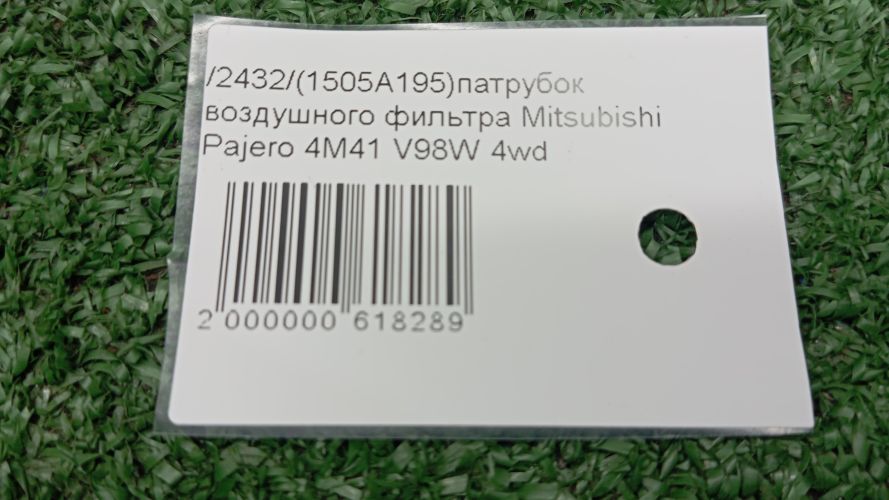 /2432/(1505A195)патрубок
воздушного фильтра Mitsubishi
Pajero 4M41 V98W 4wd
2 000000 618289